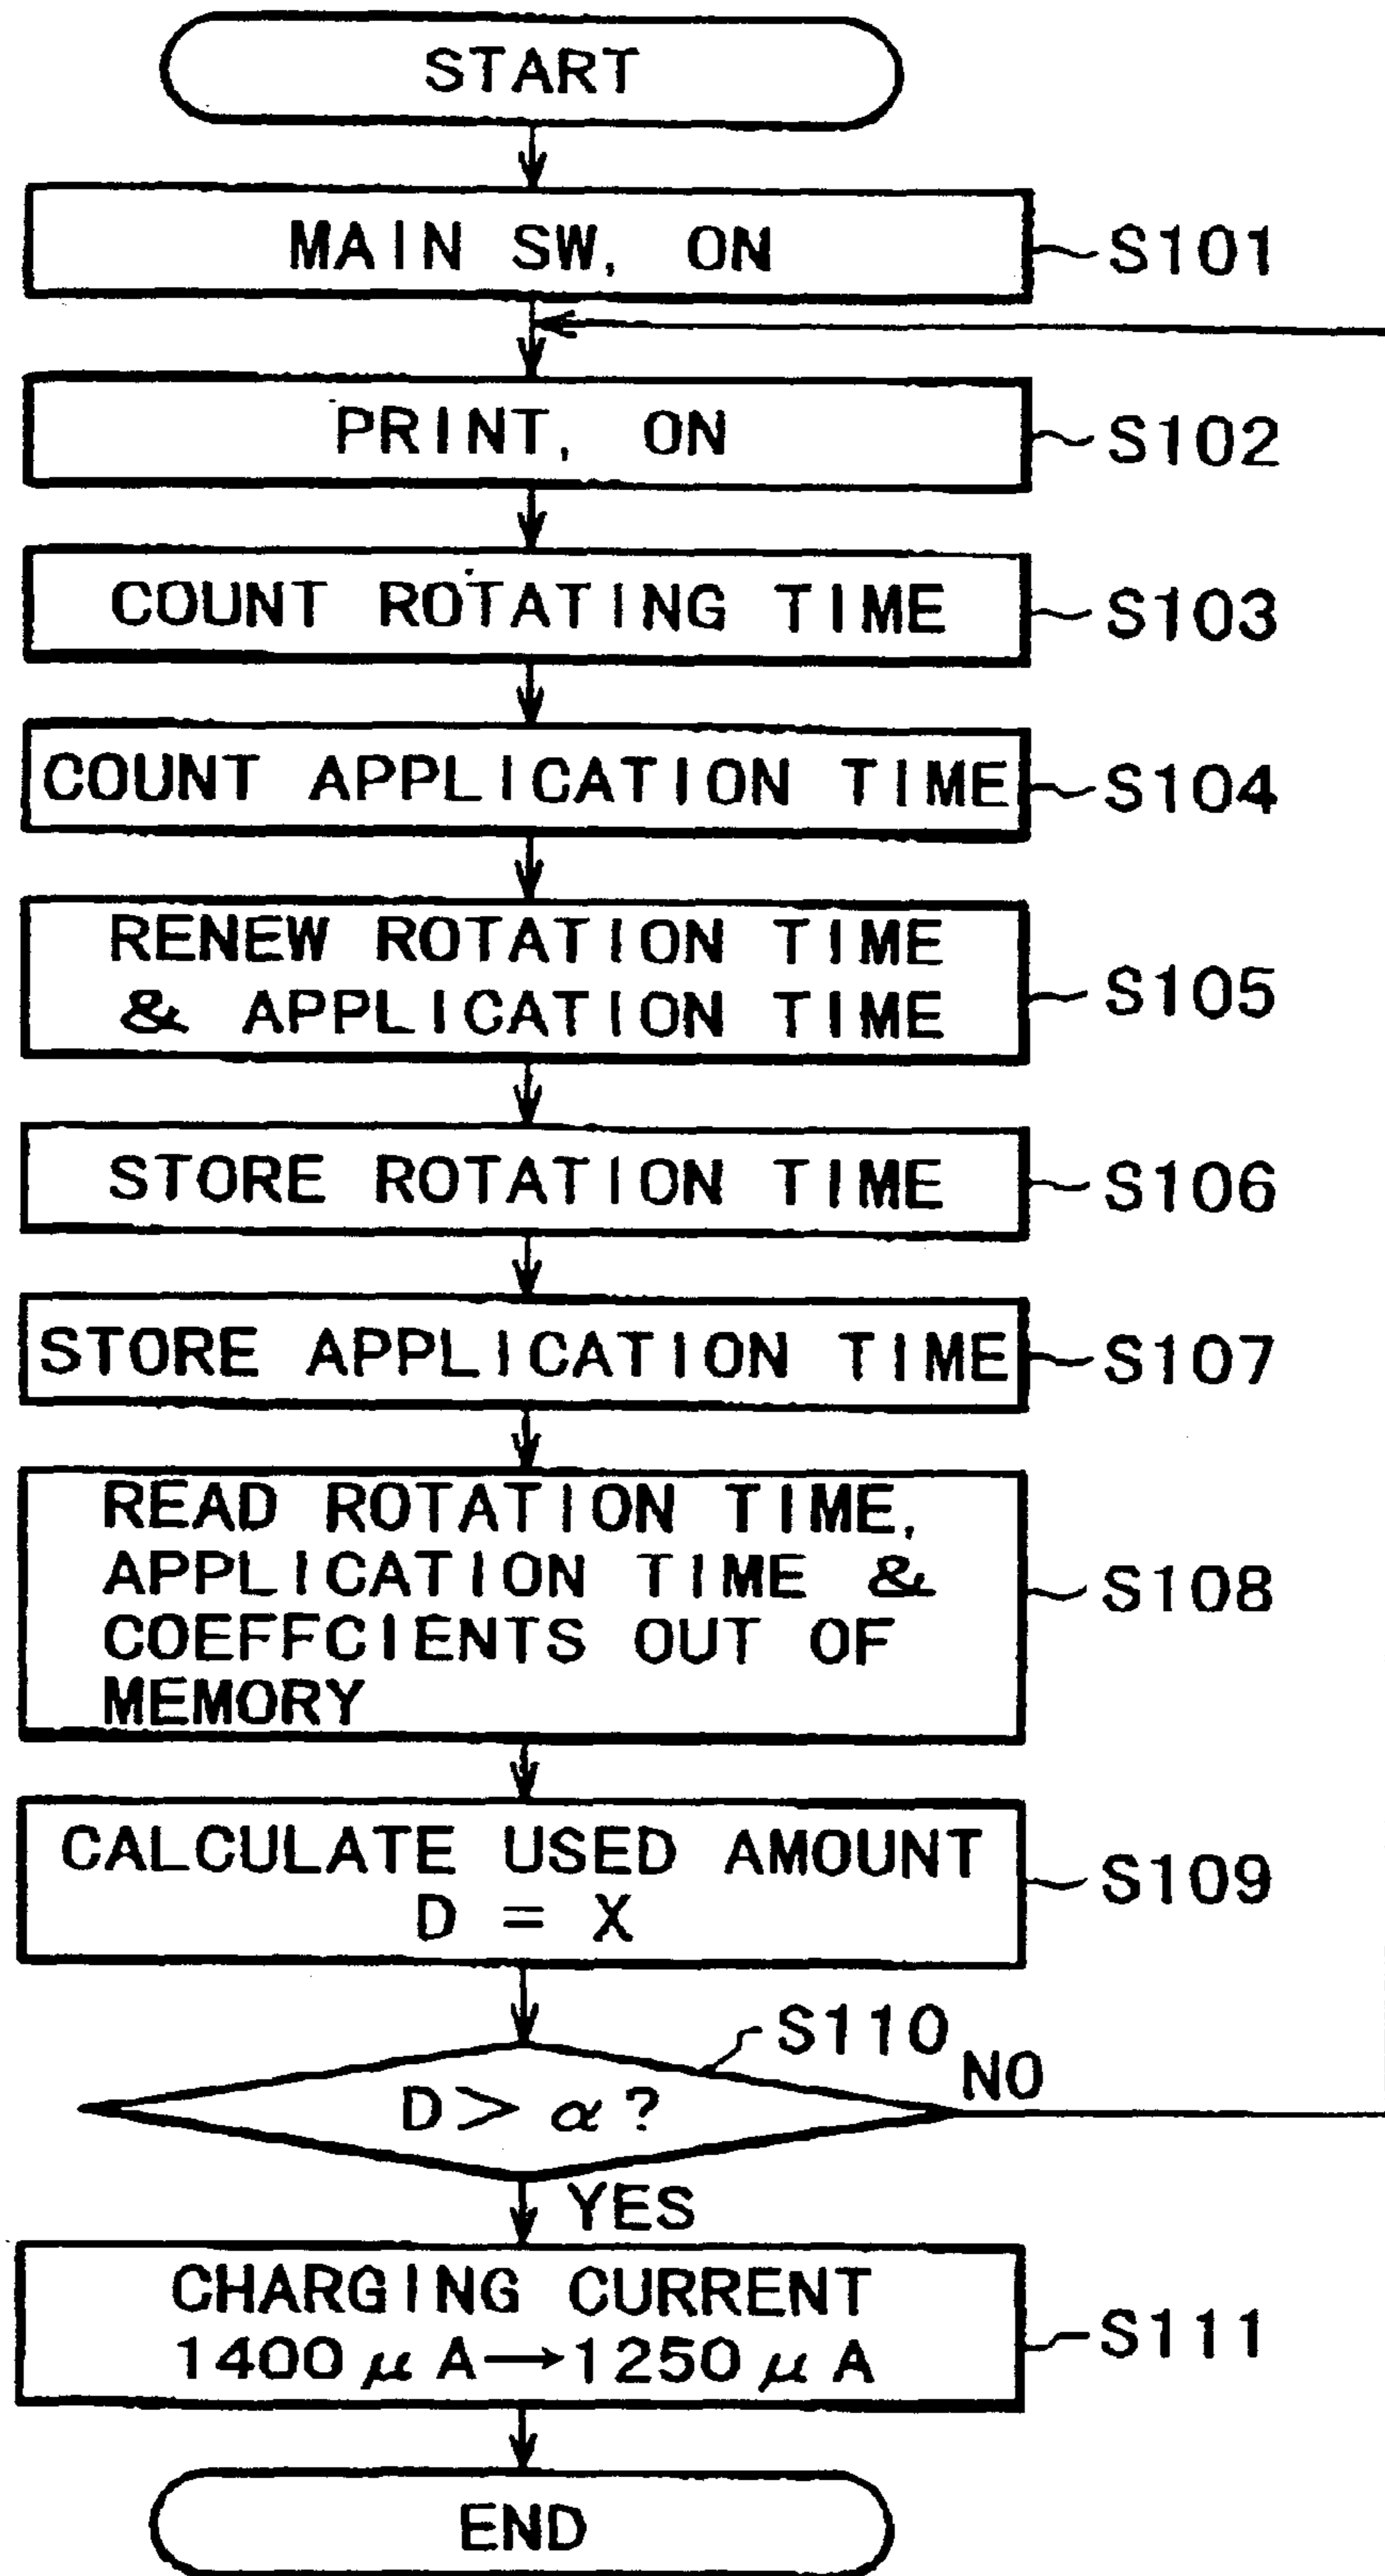 START
MAIN SW, ON
S101
PRINT, ON
S102
COUNT ROTATING TIME
S103
COUNT APPLICATION TIME
S104
RENEW ROTATION TIME
& APPLICATION TIME
S105
STORE ROTATION TIME
S106
STORE APPLICATION TIME
S107
READ ROTATION TIME,
APPLICATION TIME &
COEFFCIENTS OUT OF
MEMORY
S108
CALCULATE USED AMOUNT
D = X
S109
S110
NO
D > α ?
YES
CHARGING CURRENT
1400 μA→1250 μA
S111
END